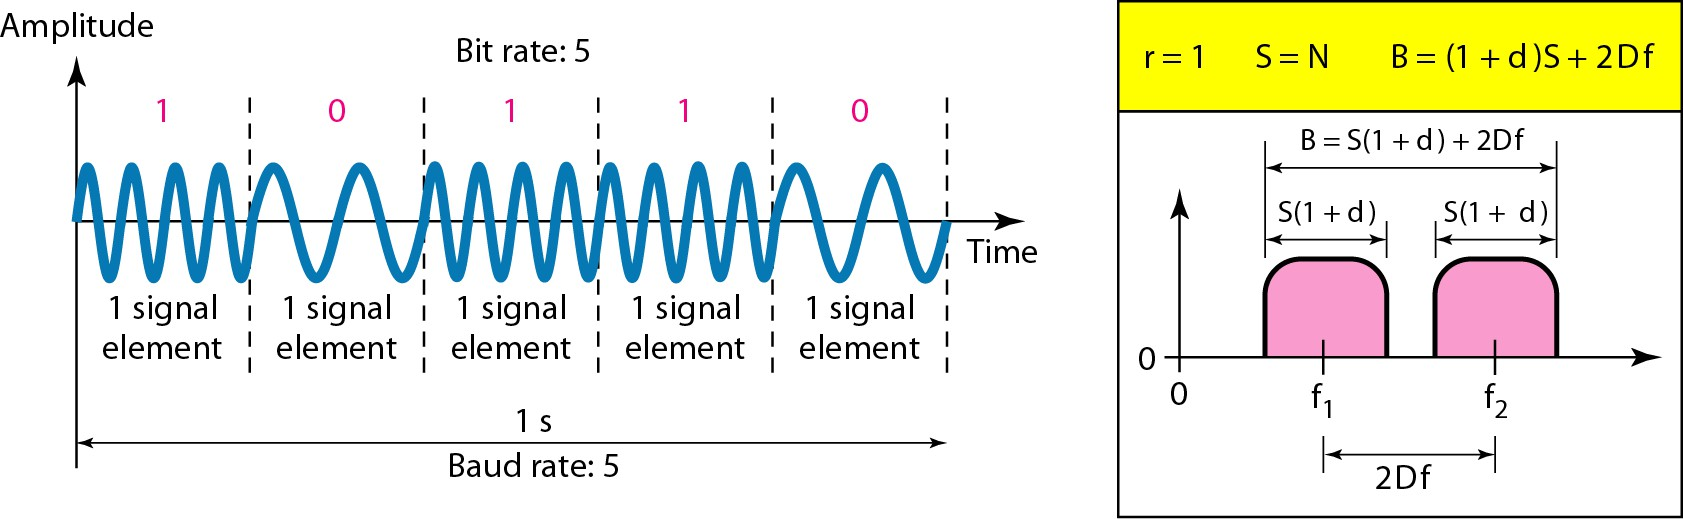 Amplitude
Bit rate: 5
1 0 1 1 0
Time
1 signal element
1 signal element
1 signal element
1 signal element
1 signal element
1 s
Baud rate: 5
r = 1 S = N B = (1 + d)S + 2Df
B = S(1 + d) + 2Df
S(1 + d) S(1 + d)
0
0 f₁ f₂
2Df